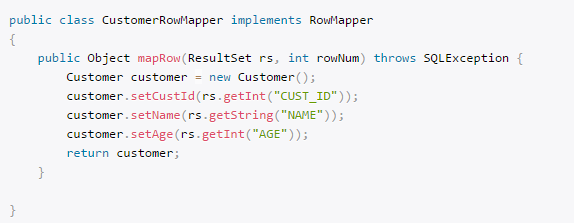 public class CustomerRowMapper implements RowMapper
{
    public Object mapRow(ResultSet rs, int rowNum) throws SQLException {
        Customer customer = new Customer();
        customer.setCustId(rs.getInt("CUST_ID"));
        customer.setName(rs.getString("NAME"));
        customer.setAge(rs.getInt("AGE"));
        return customer;
    }
}